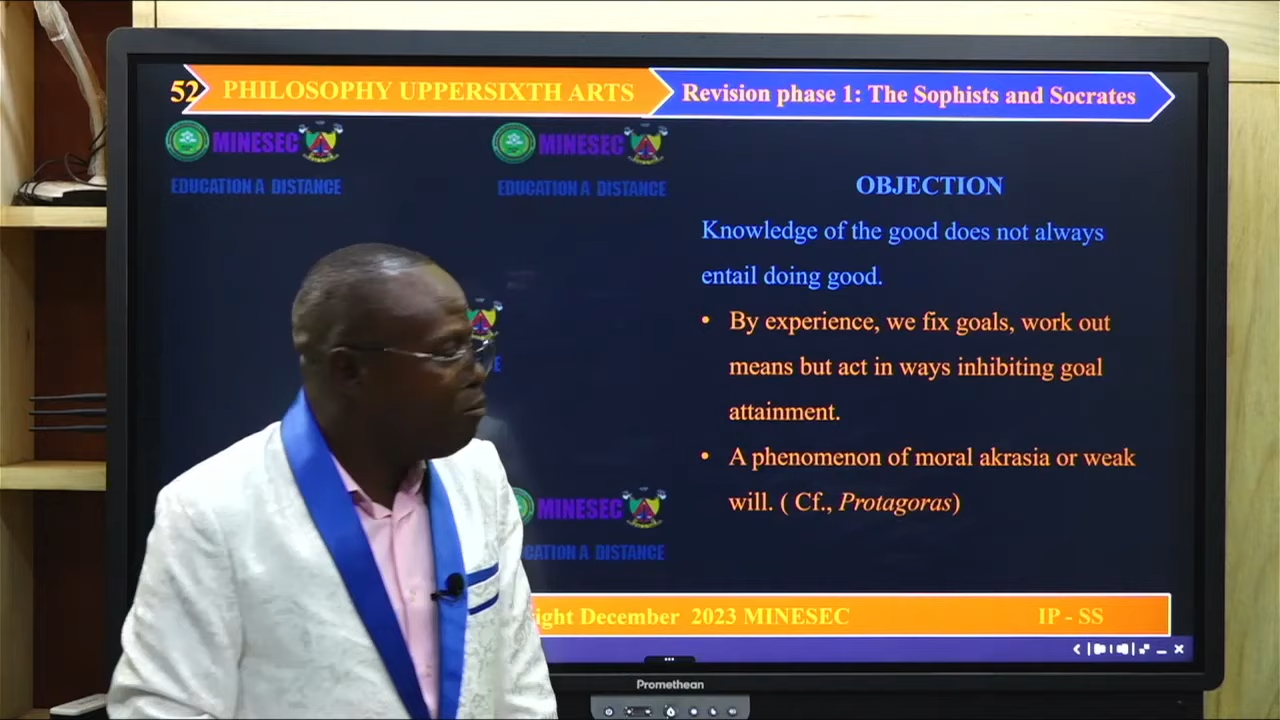 52
PHILOSOPHY UPPERSIXTH ARTS
Revision phase 1: The Sophists and Socrates
MINESEC
EDUCATION A DISTANCE
MINESEC
EDUCATION A DISTANCE
OBJECTION
Knowledge of the good does not always
entail doing good.
• By experience, we fix goals, work out
means but act in ways inhibiting goal
attainment.
• A phenomenon of moral akrasia or weak
will. ( Cf., Protagoras)
MINESEC
A DISTANCE
December 2023 MINESEC
IP - SS
Promethean